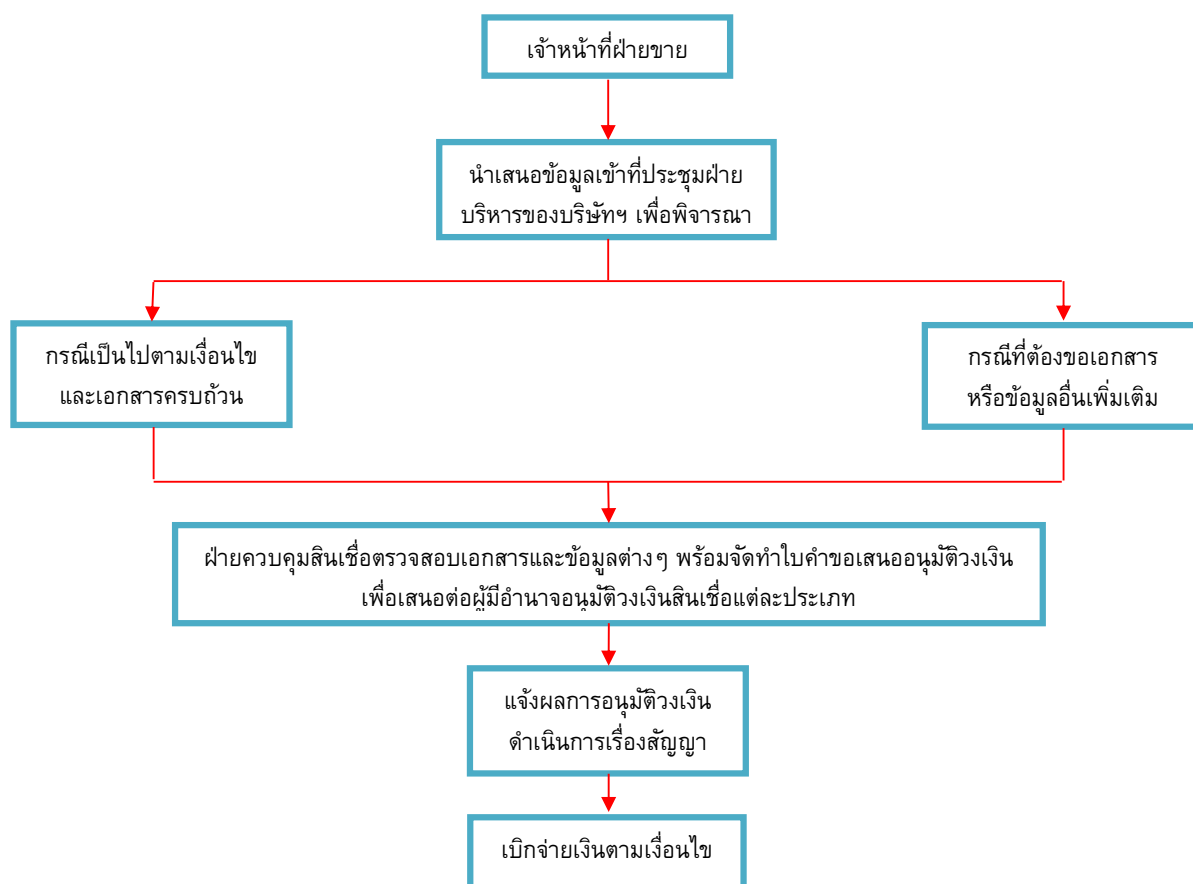 เจ้าหน้าที่ฝ่ายขาย
นำเสนอข้อมูลเข้าที่ประชุมฝ่าย
บริหารของบริษัทฯ เพื่อพิจารณา
กรณีเป็นไปตามเงื่อนไข
และเอกสารครบถ้วน
กรณีที่ต้องขอเอกสาร
หรือข้อมูลอื่นเพิ่มเติม
ฝ่ายควบคุมสินเชื่อตรวจสอบเอกสารและข้อมูลต่างๆ พร้อมจัดทำใบคำขอเสนออนุมัติวงเงิน
เพื่อเสนอต่อผู้มีอำนาจอนุมัติวงเงินสินเชื่อแต่ละประเภท
แจ้งผลการอนุมัติวงเงิน
ดำเนินการเรื่องสัญญา
เบิกจ่ายเงินตามเงื่อนไข